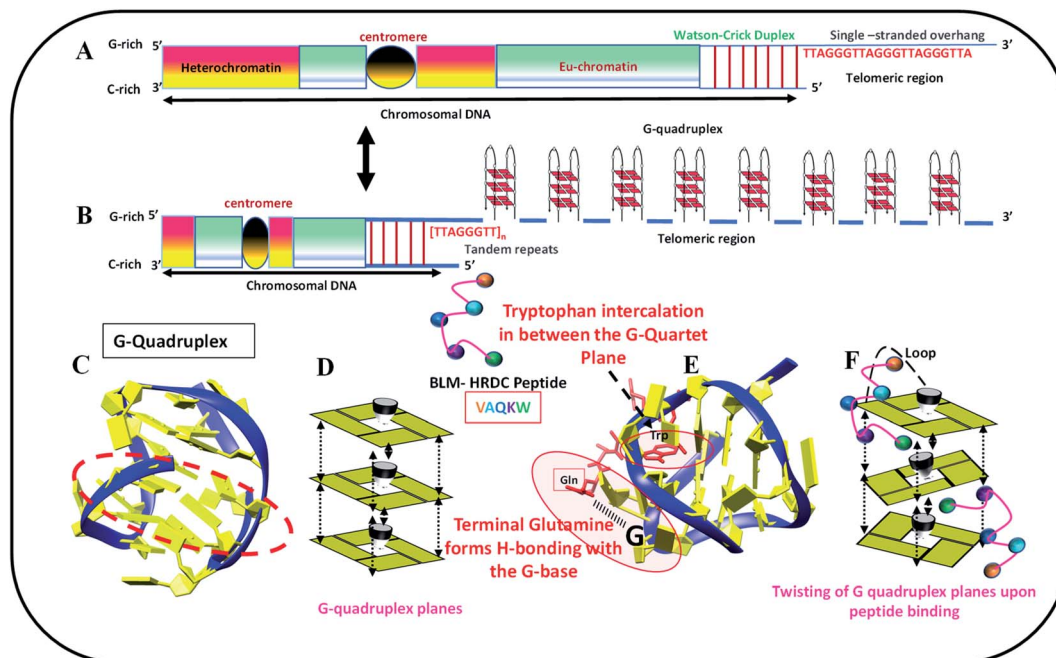 A
G-rich 5'
centromere
Watson-Crick Duplex
Single –stranded overhang
3'
TTAGGGTTAGGGTTAGGGTTA
Heterochromatin
Eu-chromatin
Telomeric region
C-rich 3'
5'
Chromosomal DNA
G-quadruplex
B
centromere
G-rich 5'
3'
[TTAGGGTT]n
Tandem repeats
Telomeric region
C-rich 3'
5'
Chromosomal DNA
G-Quadruplex
Tryptophan intercalation
in between the G-Quartet
Plane
C
D
BLM- HRDC Peptide
VAQKW
E
Trp
Gln
G
F
Loop
Terminal Glutamine
forms H-bonding with
the G-base
G-quadruplex planes
Twisting of G quadruplex planes upon
peptide binding